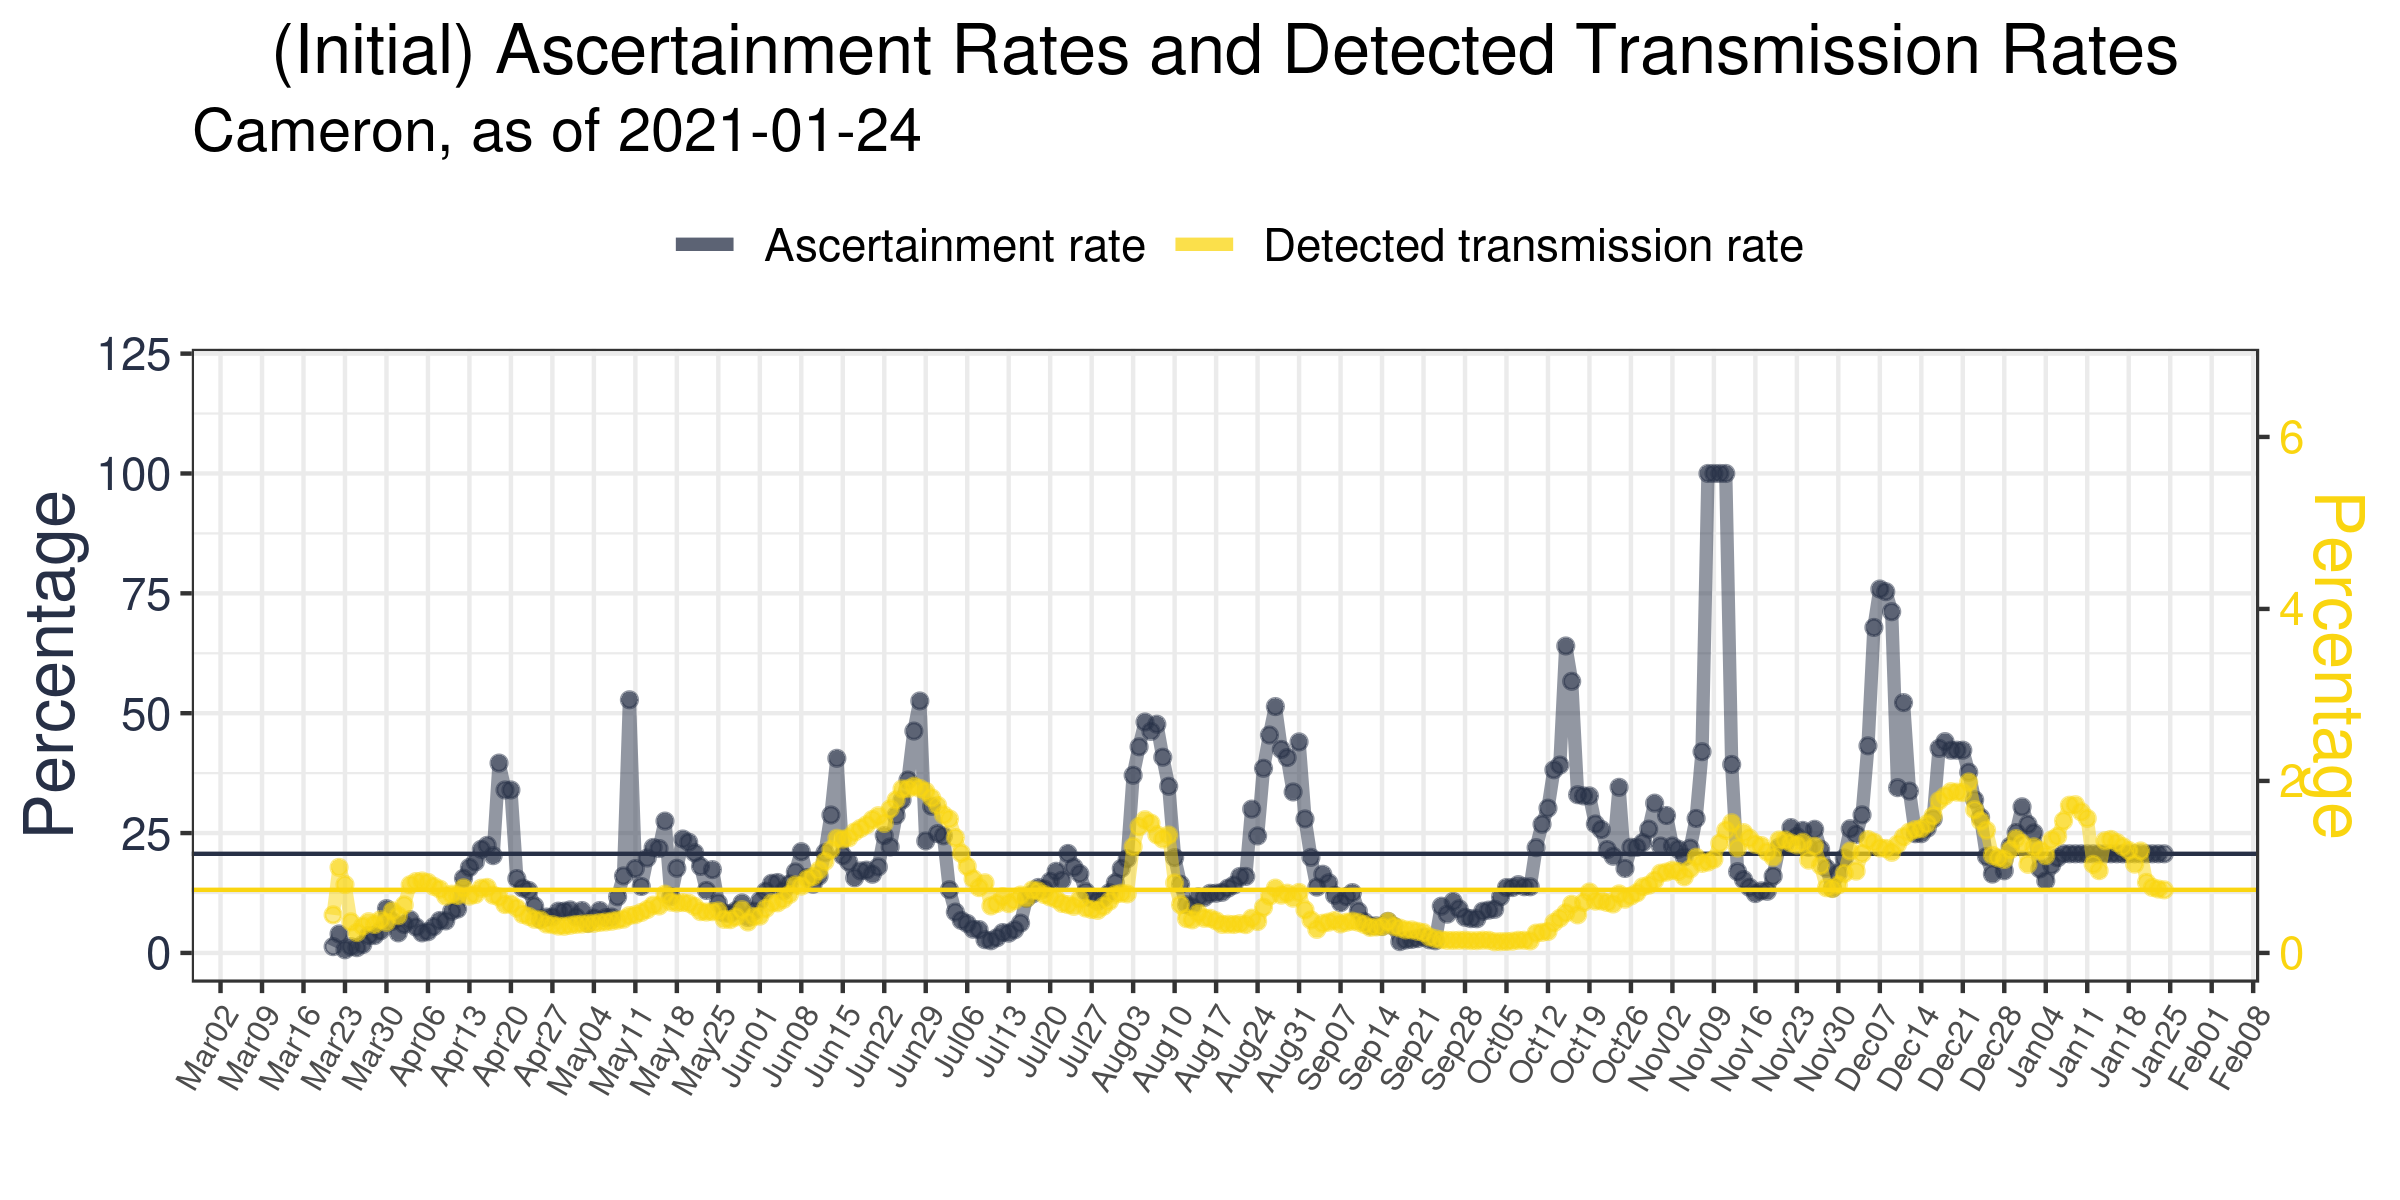 (Initial) Ascertainment Rates and Detected Transmission Rates
Cameron, as of 2021-01-24
Ascertainment rate
Detected transmission rate
Percentage
125
100
75
50
25
0
6
4
2
0
Percentage
Mar02
Mar09
Mar16
Mar23
Mar30
Apr06
Apr13
Apr20
Apr27
May04
May11
May18
May25
Jun01
Jun08
Jun15
Jun22
Jun29
Jul06
Jul13
Jul20
Jul27
Aug03
Aug10
Aug17
Aug24
Aug31
Sep07
Sep14
Sep21
Sep28
Oct05
Oct12
Oct19
Oct26
Nov02
Nov09
Nov16
Nov23
Nov30
Dec07
Dec14
Dec21
Dec28
Jan04
Jan11
Jan18
Jan25
Feb01
Feb08